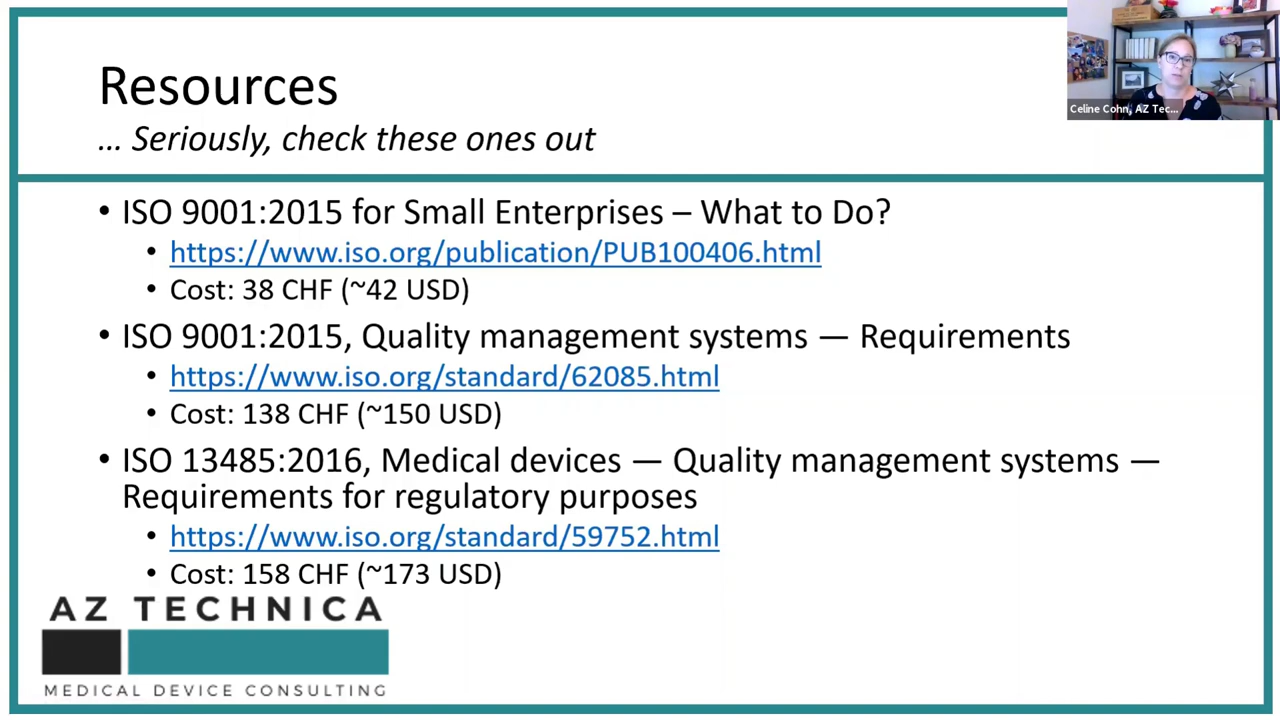 Resources
… Seriously, check these ones out
Celine Cohn, AZ Tec...
• ISO 9001:2015 for Small Enterprises – What to Do?
• https://www.iso.org/publication/PUB100406.html
• Cost: 38 CHF (~42 USD)
• ISO 9001:2015, Quality management systems — Requirements
• https://www.iso.org/standard/62085.html
• Cost: 138 CHF (~150 USD)
• ISO 13485:2016, Medical devices — Quality management systems —
Requirements for regulatory purposes
• https://www.iso.org/standard/59752.html
• Cost: 158 CHF (~173 USD)
AZ TECHNICA
MEDICAL DEVICE CONSULTING